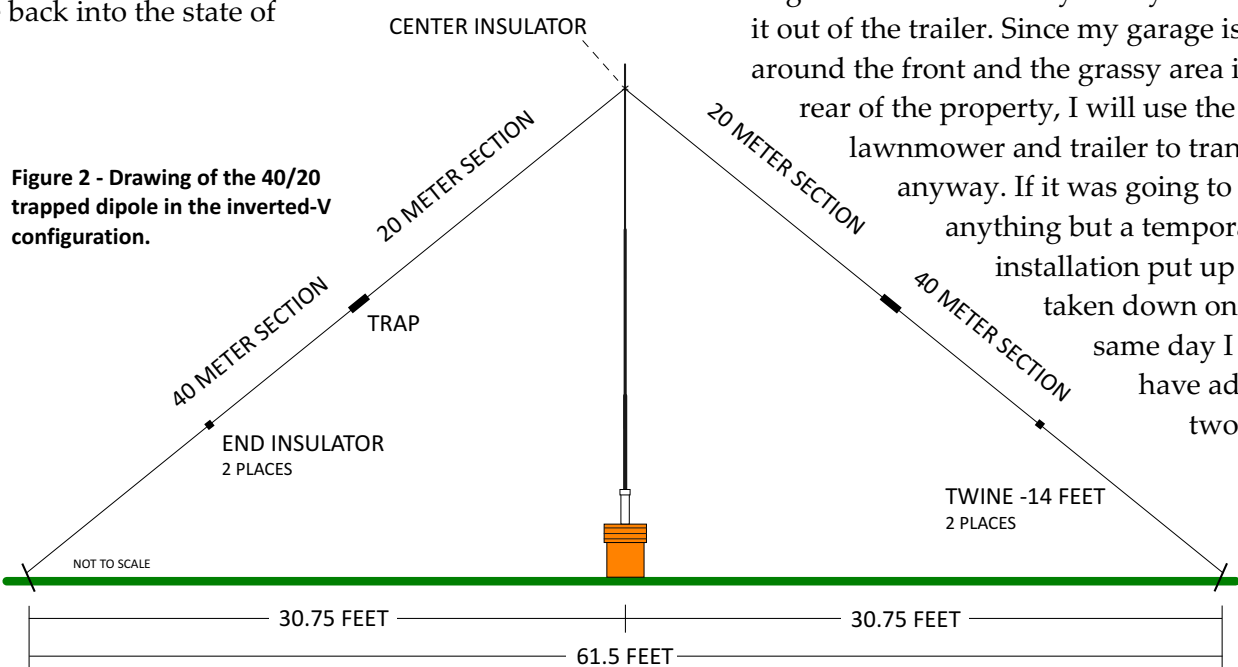 back into the state of
CENTER INSULATOR
it out of the trailer. Since my garage is
around the front and the grassy area i
rear of the property, I will use the
lawnmower and trailer to tran
anyway. If it was going to
anything but a tempora
installation put up
taken down on
same day I
have ad
two
Figure 2 - Drawing of the 40/20
trapped dipole in the inverted-V
configuration.
20 METER SECTION
20 METER SECTION
40 METER SECTION
40 METER SECTION
TRAP
END INSULATOR
2 PLACES
TWINE -14 FEET
2 PLACES
NOT TO SCALE
30.75 FEET
30.75 FEET
61.5 FEET